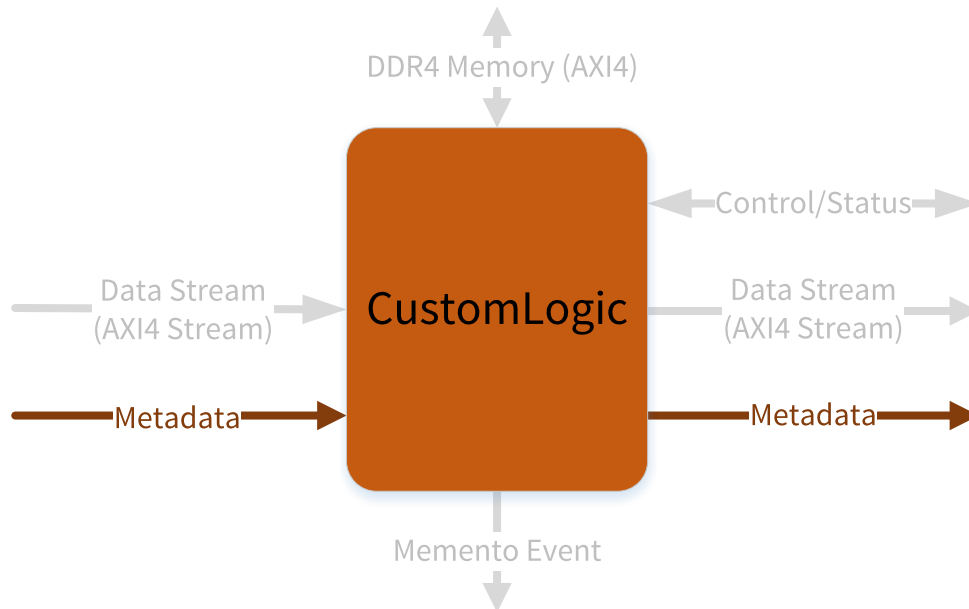 DDR4 Memory (AXI4)
Control/Status
Data Stream
(AXI4 Stream)
CustomLogic
Data Stream
(AXI4 Stream)
Metadata
Metadata
Memento Event